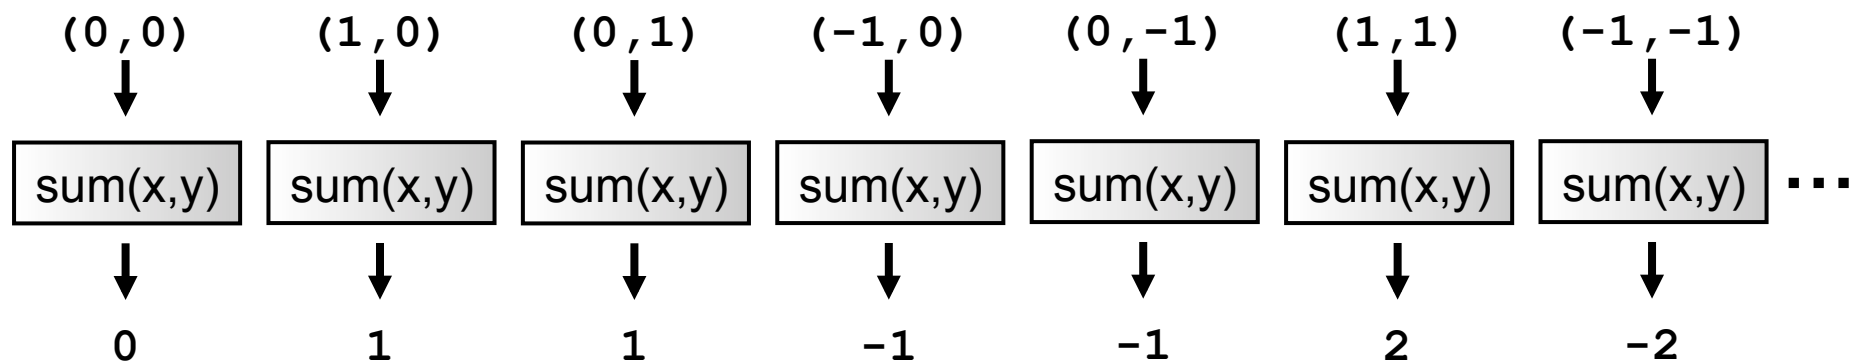 (0,0) (1,0) (0,1) (-1,0) (0,-1) (1,1) (-1,-1)
sum(x,y) sum(x,y) sum(x,y) sum(x,y) sum(x,y) sum(x,y) sum(x,y) ...
0 1 1 -1 -1 2 -2